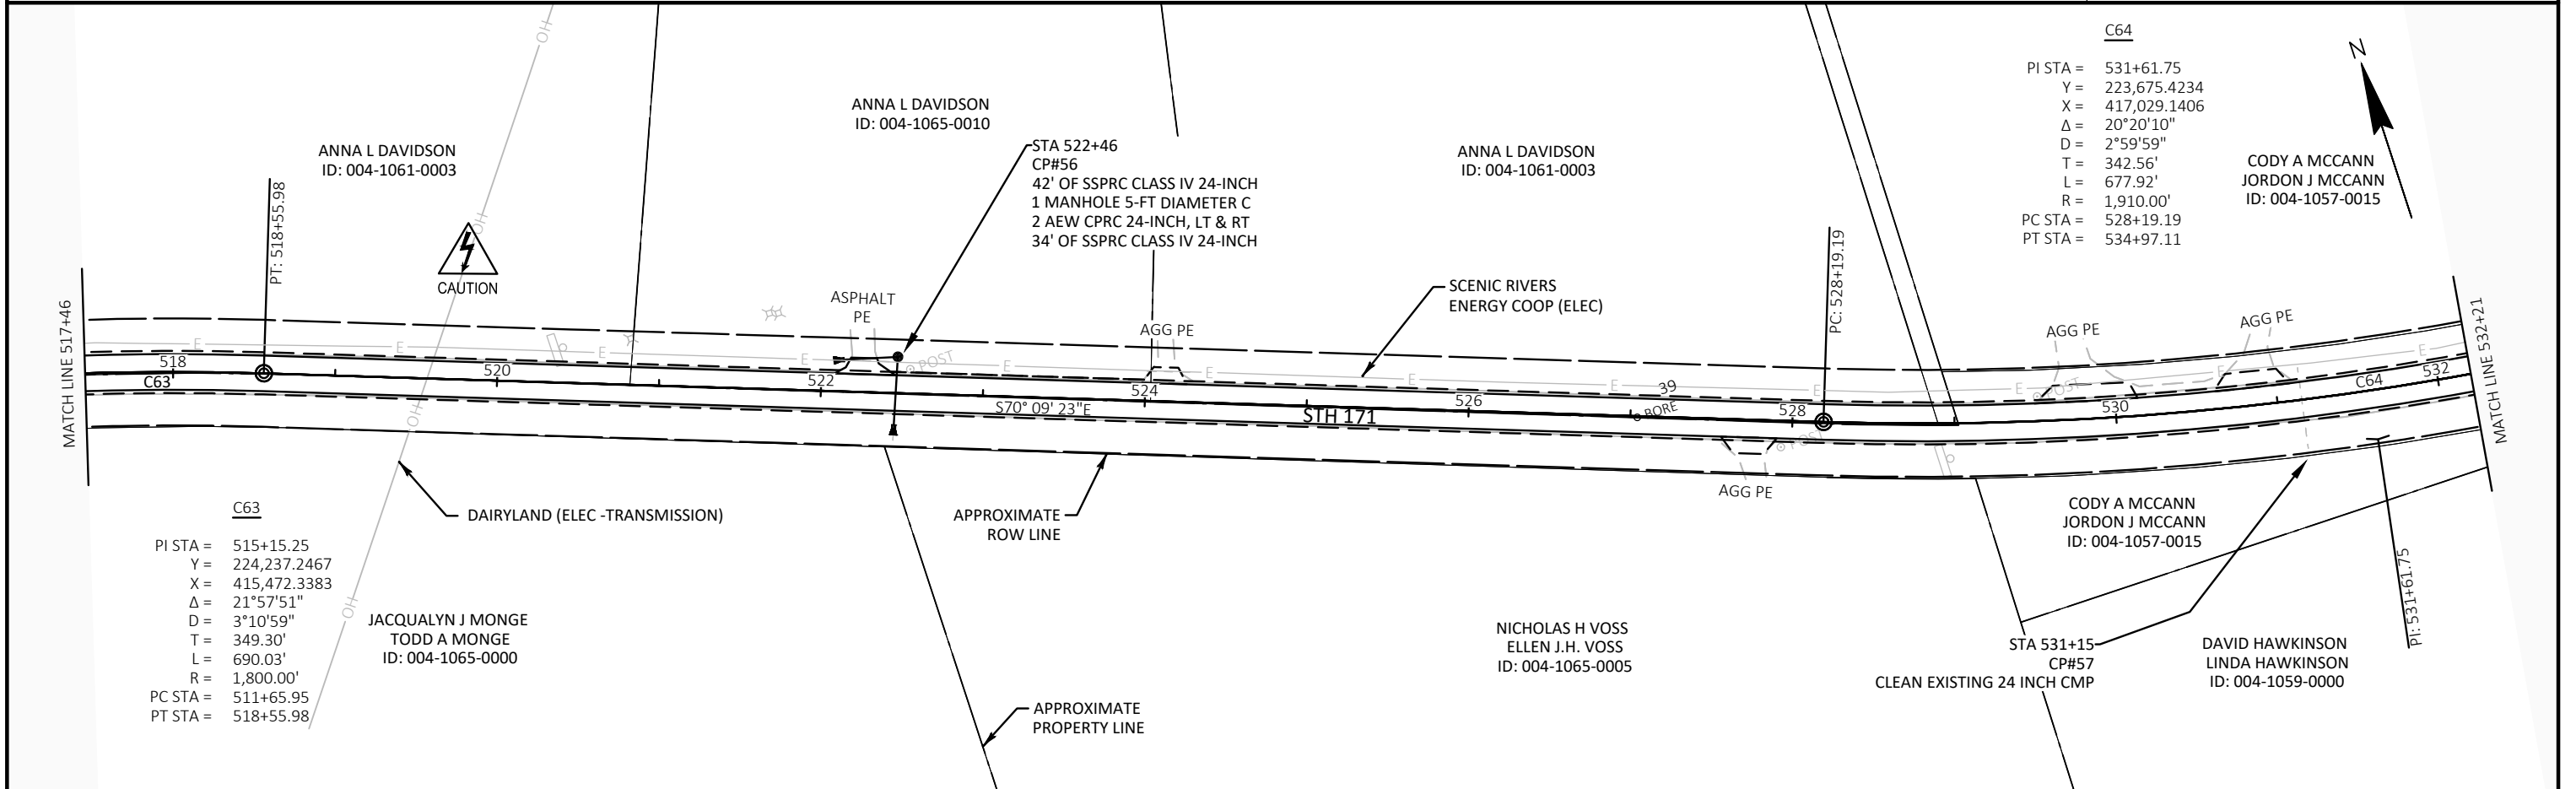 C64
PI STA = 531+61.75
Y = 223,675.4234
X = 417,029.1406
Δ = 20°20'10"
D = 2°59'59"
T = 342.56'
L = 677.92'
R = 1,910.00'
PC STA = 528+19.19
PT STA = 534+97.11
N
CODY A MCCANN
JORDON J MCCANN
ID: 004-1057-0015
OH
ANNA L DAVIDSON
ID: 004-1061-0003
ANNA L DAVIDSON
ID: 004-1065-0010
STA 522+46
CP#56
42' OF SSPRC CLASS IV 24-INCH
1 MANHOLE 5-FT DIAMETER C
2 AEW CPRC 24-INCH, LT & RT
34' OF SSPRC CLASS IV 24-INCH
ANNA L DAVIDSON
ID: 004-1061-0003
PT: 518+55.98
OH
CAUTION
PC: 528+19.19
SCENIC RIVERS
ENERGY COOP (ELEC)
ASPHALT
PE
AGG PE
AGG PE
AGG PE
MATCH LINE 517+46
MATCH LINE 532+21
E
E
E
E
E
E
E
E
E
E
E
POST
POST
POST
518
C63
520
522
524
526
528
530
532
C64
39
BORE
S70° 09' 23"E
STH 171
OH
AGG PE
DAIRYLAND (ELEC -TRANSMISSION)
APPROXIMATE
ROW LINE
CODY A MCCANN
JORDON J MCCANN
ID: 004-1057-0015
C63
PI STA = 515+15.25
Y = 224,237.2467
X = 415,472.3383
Δ = 21°57'51"
D = 3°10'59"
T = 349.30'
L = 690.03'
R = 1,800.00'
PC STA = 511+65.95
PT STA = 518+55.98
OH
JACQUALYN J MONGE
TODD A MONGE
ID: 004-1065-0000
NICHOLAS H VOSS
ELLEN J.H. VOSS
ID: 004-1065-0005
STA 531+15
CP#57
CLEAN EXISTING 24 INCH CMP
DAVID HAWKINSON
LINDA HAWKINSON
ID: 004-1059-0000
PI: 531+61.75
APPROXIMATE
PROPERTY LINE